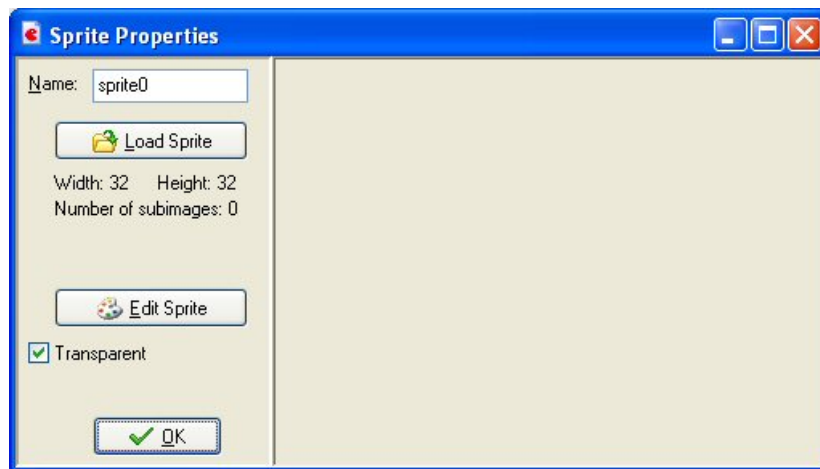 Sprite Properties
Name: sprite0
Load Sprite
Width: 32 Height: 32
Number of subimages: 0
Edit Sprite
Transparent
OK